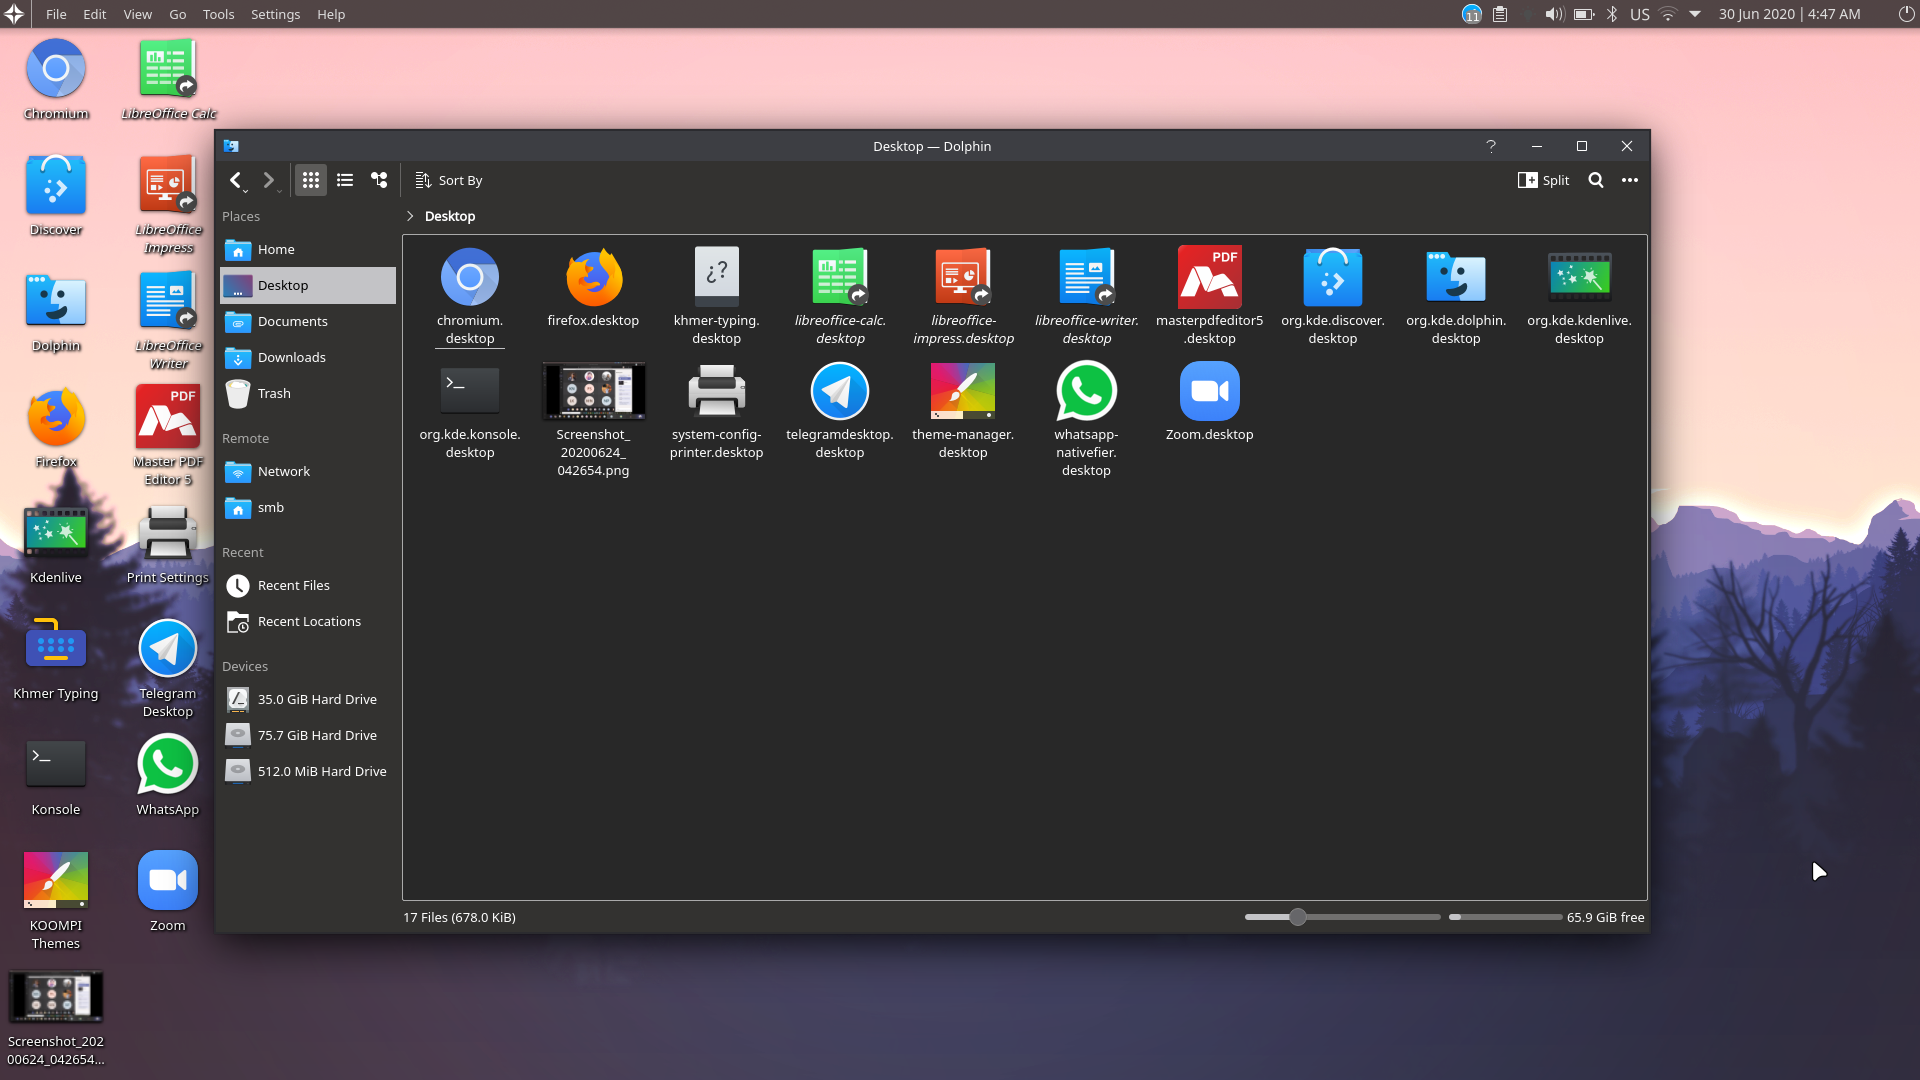 File Edit View Go Tools Settings Help
11 US 30 Jun 2020 | 4:47 AM
Chromium
LibreOffice Calc
Discover
LibreOffice
Impress
Dolphin
LibreOffice
Writer
Firefox
PDF
Master PDF
Editor 5
Kdenlive
Print Settings
Khmer Typing
Telegram
Desktop
>_
Konsole
WhatsApp
KOOMPI
Themes
Zoom
Screenshot_202
00624_042654...
Desktop — Dolphin
?
Sort By
Split
Places
Desktop
Home
Desktop
Documents
Downloads
Trash
Remote
Network
smb
Recent
Recent Files
Recent Locations
Devices
35.0 GiB Hard Drive
75.7 GiB Hard Drive
512.0 MiB Hard Drive
chromium.
desktop
firefox.desktop
¿?
khmer-typing.
desktop
libreoffice-calc.
desktop
libreoffice-
impress.desktop
libreoffice-writer.
desktop
PDF
masterpdfeditor5
.desktop
org.kde.discover.
desktop
org.kde.dolphin.
desktop
org.kde.kdenlive.
desktop
>_
org.kde.konsole.
desktop
Screenshot_
20200624_
042654.png
system-config-
printer.desktop
telegramdesktop.
desktop
theme-manager.
desktop
whatsapp-
nativefier.
desktop
Zoom.desktop
17 Files (678.0 KiB)
65.9 GiB free